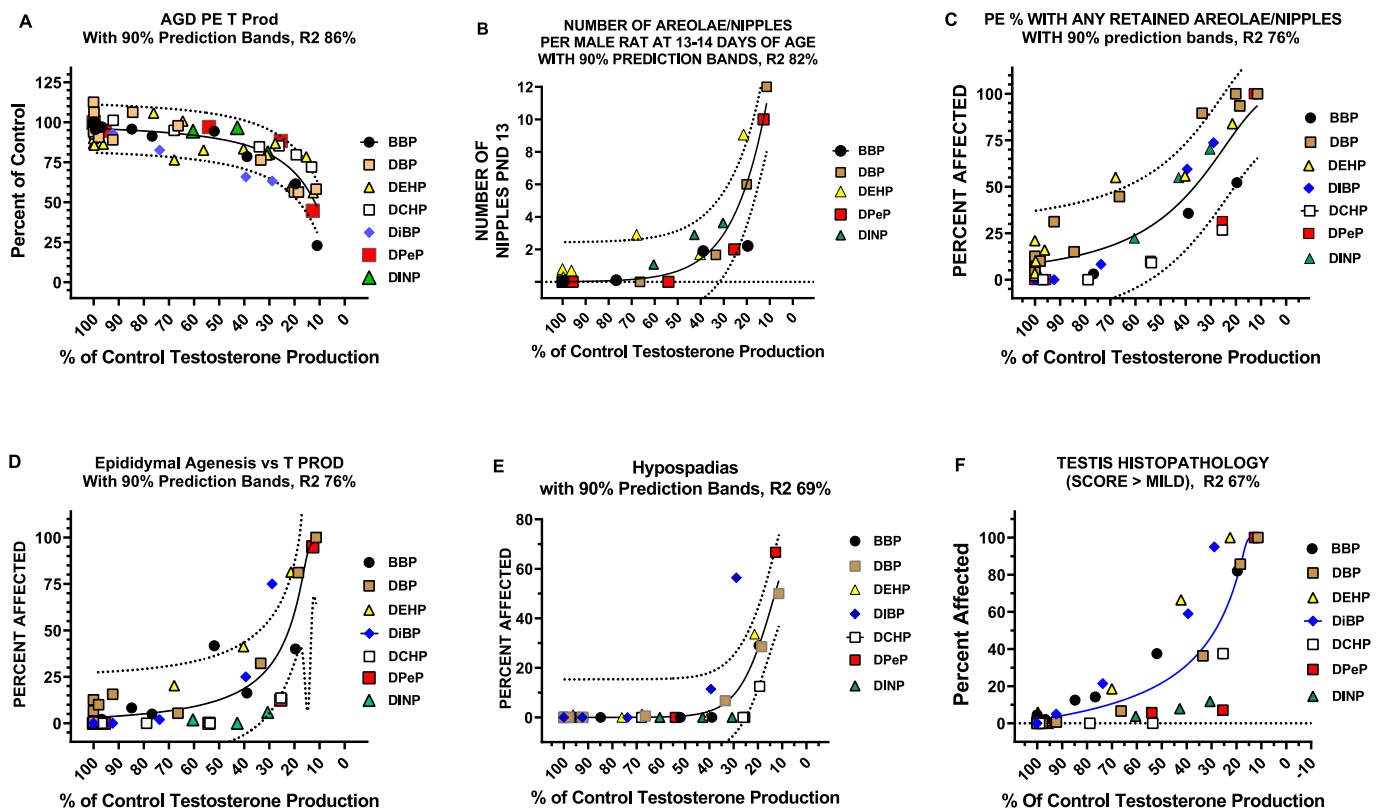 A
AGD PE T Prod
With 90% Prediction Bands, R2 86%
Percent of Control
125
100
75
50
25
0
100
90
80
70
60
50
40
30
20
10
0
% of Control Testosterone Production
BBP
DBP
DEHP
DCHP
DiBP
DPeP
DINP
B
NUMBER OF AREOLAE/NIPPLES
PER MALE RAT AT 13-14 DAYS OF AGE
WITH 90% PREDICTION BANDS, R2 82%
NUMBER OF
NIPPLES PND 13
12
10
8
6
4
2
100
90
80
70
60
50
40
30
20
10
0
% of Control Testosterone Production
BBP
DBP
DEHP
DPeP
DINP
C
PE % WITH ANY RETAINED AREOLAE/NIPPLES
WITH 90% prediction bands, R2 76%
PERCENT AFFECTED
100
75
50
25
0
100
90
80
70
60
50
40
30
20
10
0
% of Control Testosterone Production
BBP
DBP
DEHP
DIBP
DCHP
DPeP
DINP
D
Epididymal Agenesis vs T PROD
With 90% Prediction Bands, R2 76%
PERCENT AFFECTED
100
75
50
25
0
100
90
80
70
60
50
40
30
20
10
0
% of Control Testosterone Production
BBP
DBP
DEHP
DiBP
DCHP
DPeP
DINP
E
Hypospadias
with 90% Prediction Bands, R2 69%
PERCENT AFFECTED
80
60
40
20
0
100
90
80
70
60
50
40
30
20
10
0
% of Control Testosterone Production
BBP
DBP
DEHP
DIBP
DCHP
DPeP
DINP
F
TESTIS HISTOPATHOLOGY
(SCORE > MILD), R2 67%
Percent Affected
100
80
60
40
20
0
100
90
80
70
60
50
40
30
20
10
0
-10
% Of Control Testosterone Production
BBP
DBP
DEHP
DiBP
DCHP
DPeP
DINP